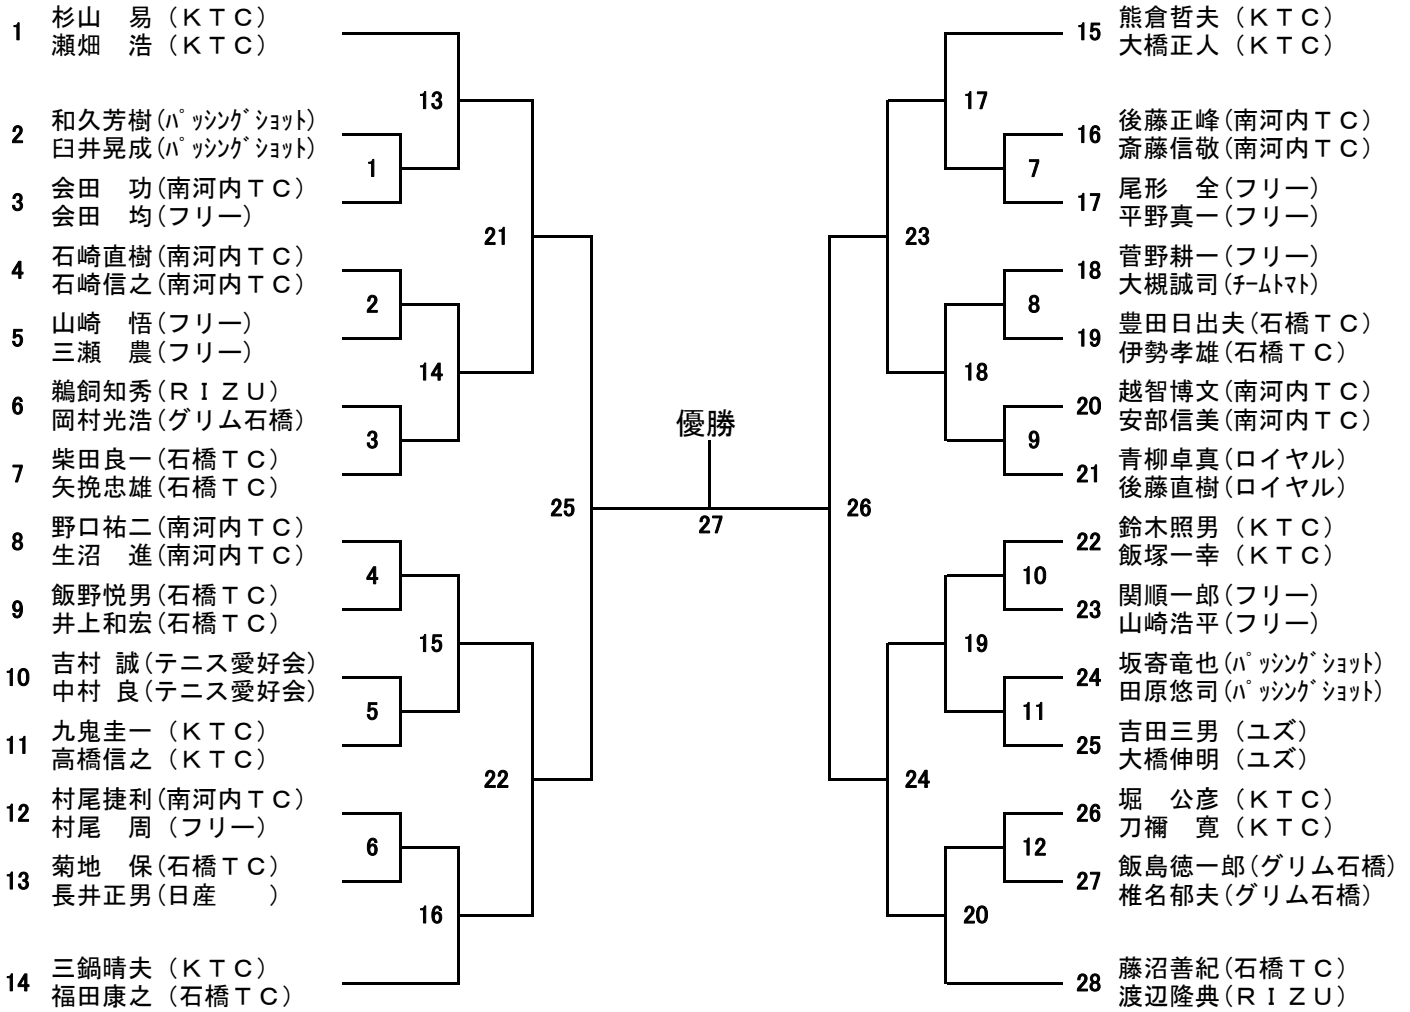 1 杉山　易（ＫＴＣ）
瀬畑　浩（ＫＴＣ）
2 和久芳樹(ﾊﾟｯｼﾝｸﾞｼｮｯﾄ)
臼井晃成(ﾊﾟｯｼﾝｸﾞｼｮｯﾄ)
3 会田　功(南河内ＴＣ)
会田　均(フリー)
4 石崎直樹(南河内ＴＣ)
石崎信之(南河内ＴＣ)
5 山崎　悟(フリー)
三瀬　農(フリー)
6 鵜飼知秀(ＲＩＺＵ)
岡村光浩(グリム石橋)
7 柴田良一(石橋ＴＣ)
矢挽忠雄(石橋ＴＣ)
8 野口祐二(南河内ＴＣ)
生沼　進(南河内ＴＣ)
9 飯野悦男(石橋ＴＣ)
井上和宏(石橋ＴＣ)
10 吉村 誠(テニス愛好会)
中村 良(テニス愛好会)
11 九鬼圭一（ＫＴＣ）
高橋信之（ＫＴＣ）
12 村尾捷利(南河内ＴＣ)
村尾　周（フリー）
13 菊地　保(石橋ＴＣ)
長井正男(日産　　)
14 三鍋晴夫（ＫＴＣ）
福田康之（石橋ＴＣ）
1
2
3
4
5
6
13
14
15
16
21
22
25
優勝
27
26
23
24
17
18
19
20
7
8
9
10
11
12
15 熊倉哲夫（ＫＴＣ）
大橋正人（ＫＴＣ）
16 後藤正峰(南河内ＴＣ)
斎藤信敬(南河内ＴＣ)
17 尾形　全(フリー)
平野真一(フリー)
18 菅野耕一(フリー)
大槻誠司(ﾁｰﾑﾄﾏﾄ)
19 豊田日出夫(石橋ＴＣ)
伊勢孝雄(石橋ＴＣ)
20 越智博文(南河内ＴＣ)
安部信美(南河内ＴＣ)
21 青柳卓真(ロイヤル)
後藤直樹(ロイヤル)
22 鈴木照男（ＫＴＣ）
飯塚一幸（ＫＴＣ）
23 関順一郎(フリー)
山崎浩平(フリー)
24 坂寄竜也(ﾊﾟｯｼﾝｸﾞｼｮｯﾄ)
田原悠司(ﾊﾟｯｼﾝｸﾞｼｮｯﾄ)
25 吉田三男（ユズ）
大橋伸明（ユズ）
26 堀　公彦（ＫＴＣ）
刀禰　寛（ＫＴＣ）
27 飯島徳一郎(グリム石橋)
椎名郁夫(グリム石橋)
28 藤沼善紀(石橋ＴＣ)
渡辺隆典(ＲＩＺＵ)